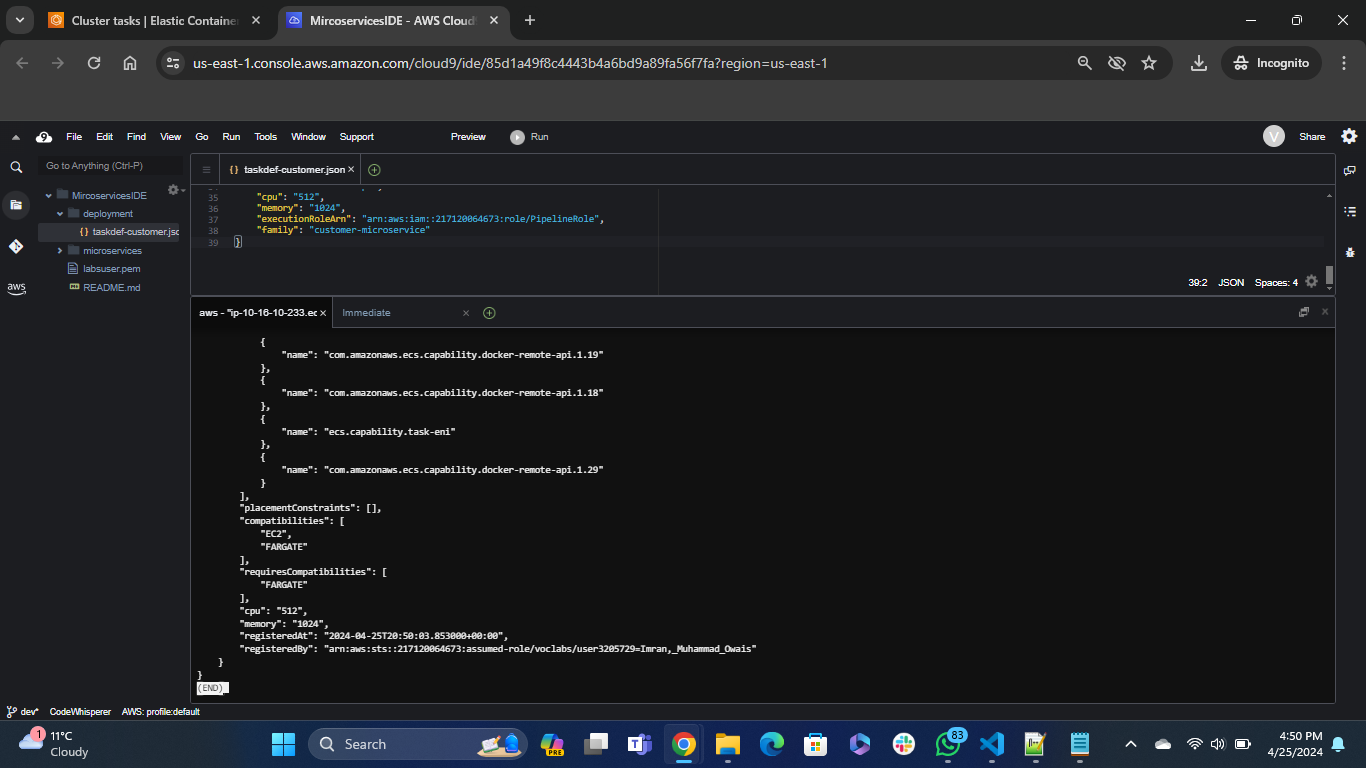 Cluster tasks | Elastic Container
MircoservicesIDE - AWS Cloud
us-east-1.console.aws.amazon.com/cloud9/ide/85d1a49f8c4443b4a6bd9a89fa56f7fa?region=us-east-1
Incognito
File Edit Find View Go Run Tools Window Support Preview Run
V
Share
Go to Anything (Ctrl-P)
{} taskdef-customer.json
MircoservicesIDE
deployment
{} taskdef-customer.jsc
microservices
labsuser.pem
README.md
aws
35 "cpu": "512",
36 "memory": "1024",
37 "executionRoleArn": "arn:aws:iam::217120064673:role/PipelineRole",
38 "family": "customer-microservice"
39 }
39:2 JSON Spaces: 4
aws - "ip-10-16-10-233.ec
Immediate
{
"name": "com.amazonaws.ecs.capability.docker-remote-api.1.19"
},
{
"name": "com.amazonaws.ecs.capability.docker-remote-api.1.18"
},
{
"name": "ecs.capability.task-eni"
},
{
"name": "com.amazonaws.ecs.capability.docker-remote-api.1.29"
}
],
"placementConstraints": [],
"compatibilities": [
"EC2",
"FARGATE"
],
"requiresCompatibilities": [
"FARGATE"
],
"cpu": "512",
"memory": "1024",
"registeredAt": "2024-04-25T20:50:03.853000+00:00",
"registeredBy": "arn:aws:sts::217120064673:assumed-role/voclabs/user3205729=Imran,_Muhammad_Owais"
}
}
(END)
dev* CodeWhisperer AWS: profile:default
1
11°C
Cloudy
Search
PRE
83
4:50 PM
4/25/2024